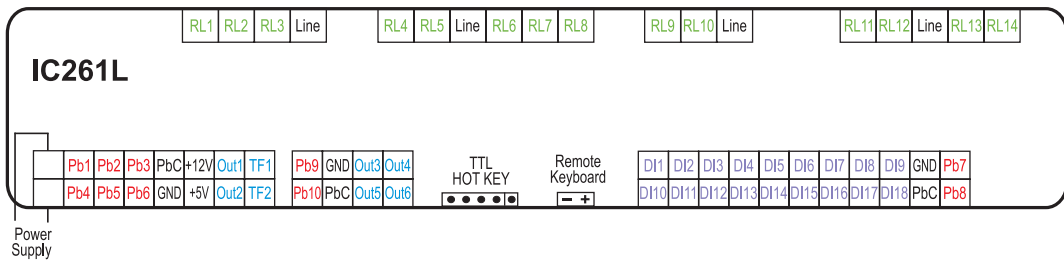 RL1 RL2 RL3 Line RL4 RL5 Line RL6 RL7 RL8 RL9 RL10 Line RL11 RL12 Line RL13 RL14
IC261L
Pb1 Pb2 Pb3 PbC +12V Out1 TF1 Pb9 GND Out3 Out4 TTL Remote DI1 DI2 DI3 DI4 DI5 DI6 DI7 DI8 DI9 GND Pb7
Pb4 Pb5 Pb6 GND +5V Out2 TF2 Pb10 PbC Out5 Out6 HOT KEY Keyboard DI10 DI11 DI12 DI13 DI14 DI15 DI16 DI17 DI18 PbC Pb8
- +
Power
Supply